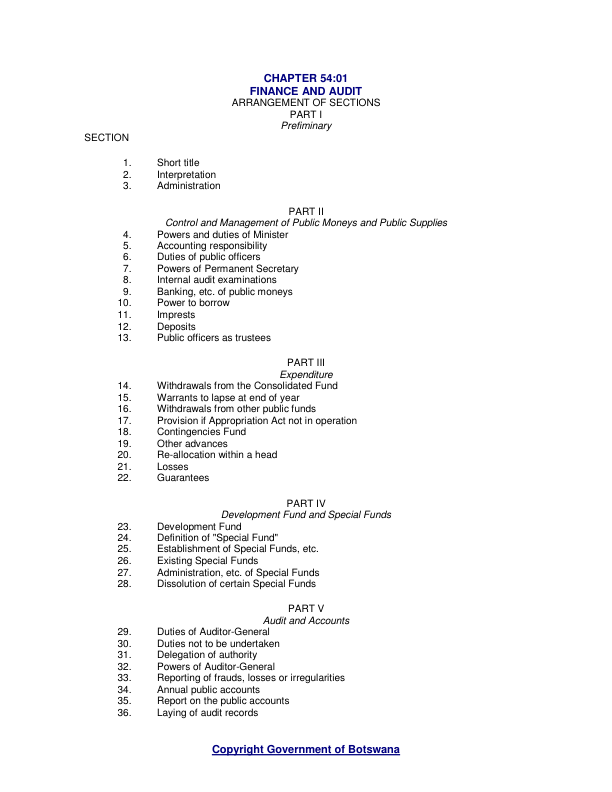 CHAPTER 54:01
FINANCE AND AUDIT
ARRANGEMENT OF SECTIONS
PART I
Preliminary
SECTION
1. Short title
2. Interpretation
3. Administration
PART II
Control and Management of Public Moneys and Public Supplies
4. Powers and duties of Minister
5. Accounting responsibility
6. Duties of public officers
7. Powers of Permanent Secretary
8. Internal audit examinations
9. Banking, etc. of public moneys
10. Power to borrow
11. Imprests
12. Deposits
13. Public officers as trustees
PART III
Expenditure
14. Withdrawals from the Consolidated Fund
15. Warrants to lapse at end of year
16. Withdrawals from other public funds
17. Provision if Appropriation Act not in operation
18. Contingencies Fund
19. Other advances
20. Re-allocation within a head
21. Losses
22. Guarantees
PART IV
Development Fund and Special Funds
23. Development Fund
24. Definition of "Special Fund"
25. Establishment of Special Funds, etc.
26. Existing Special Funds
27. Administration, etc. of Special Funds
28. Dissolution of certain Special Funds
PART V
Audit and Accounts
29. Duties of Auditor-General
30. Duties not to be undertaken
31. Delegation of authority
32. Powers of Auditor-General
33. Reporting of frauds, losses or irregularities
34. Annual public accounts
35. Report on the public accounts
36. Laying of audit records
Copyright Government of Botswana